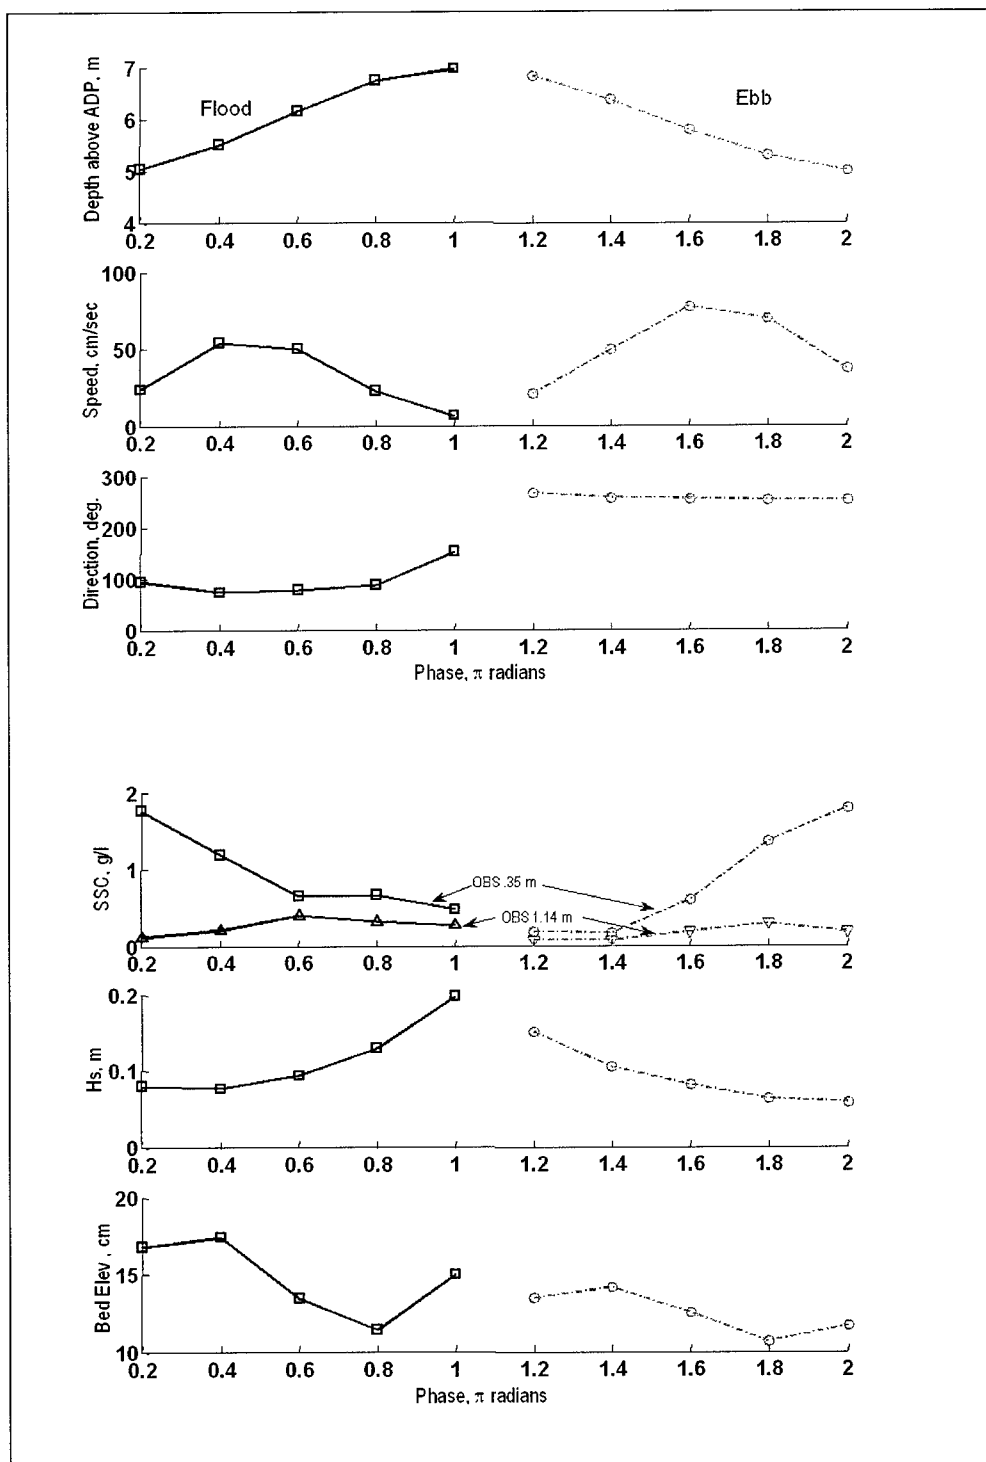 Depth above ADP, m
7
6
5
4
Flood
Ebb
0.2 0.4 0.6 0.8 1 1.2 1.4 1.6 1.8 2
Speed, cm/sec
100
50
0
0.2 0.4 0.6 0.8 1 1.2 1.4 1.6 1.8 2
Direction, deg.
300
200
100
0
0.2 0.4 0.6 0.8 1 1.2 1.4 1.6 1.8 2
Phase, π radians
SSC, g/l
2
1
0
OBS .35 m
OBS 1.14 m
0.2 0.4 0.6 0.8 1 1.2 1.4 1.6 1.8 2
Hs, m
0.2
0.1
0
0.2 0.4 0.6 0.8 1 1.2 1.4 1.6 1.8 2
Bed Elev , cm
20
15
10
0.2 0.4 0.6 0.8 1 1.2 1.4 1.6 1.8 2
Phase, π radians